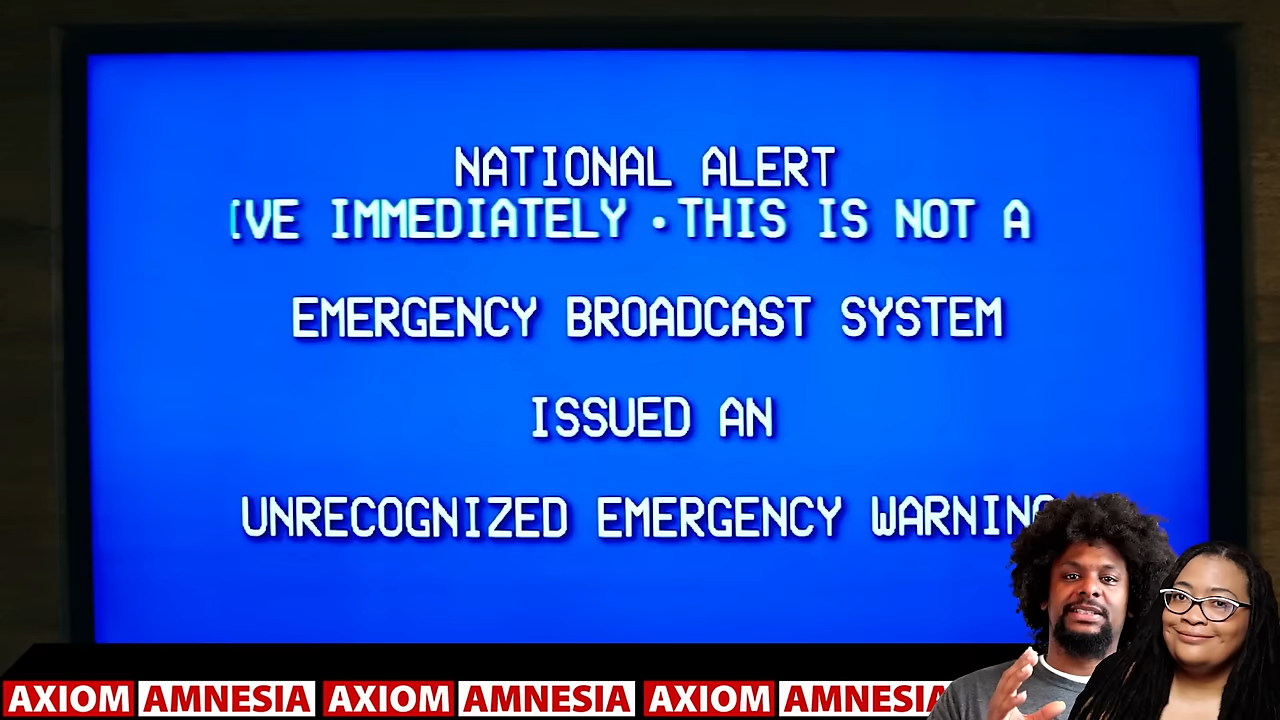 NATIONAL ALERT
VE IMMEDIATELY • THIS IS NOT A
EMERGENCY BROADCAST SYSTEM
ISSUED AN
UNRECOGNIZED EMERGENCY WARNING
AXIOM AMNESIA AXIOM AMNESIA AXIOM AMNESIA